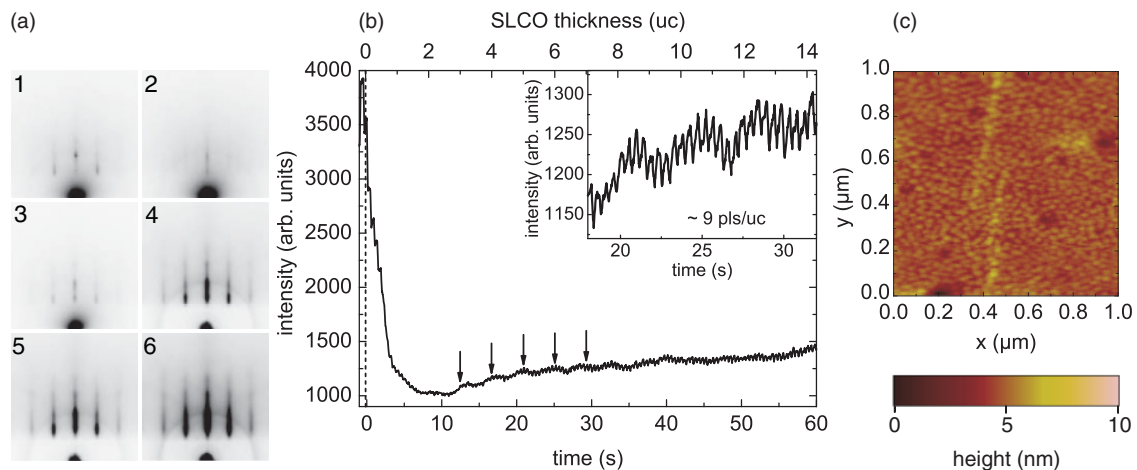 (a)
1
2
3
4
5
6
(b)
SLCO thickness (uc)
0 2 4 6 8 10 12 14
4000
3500
3000
2750
2500
2250
2000
1750
1500
1250
1000
intensity (arb. units)
0 10 20 30 40 50 60
time (s)
1300
1250
1200
1150
intensity (arb. units)
~ 9 pls/uc
20 25 30
time (s)
(c)
1.0
0.8
0.6
0.4
0.2
0.0
y (µm)
0.0 0.2 0.4 0.6 0.8 1.0
x (µm)
0 5 10
height (nm)